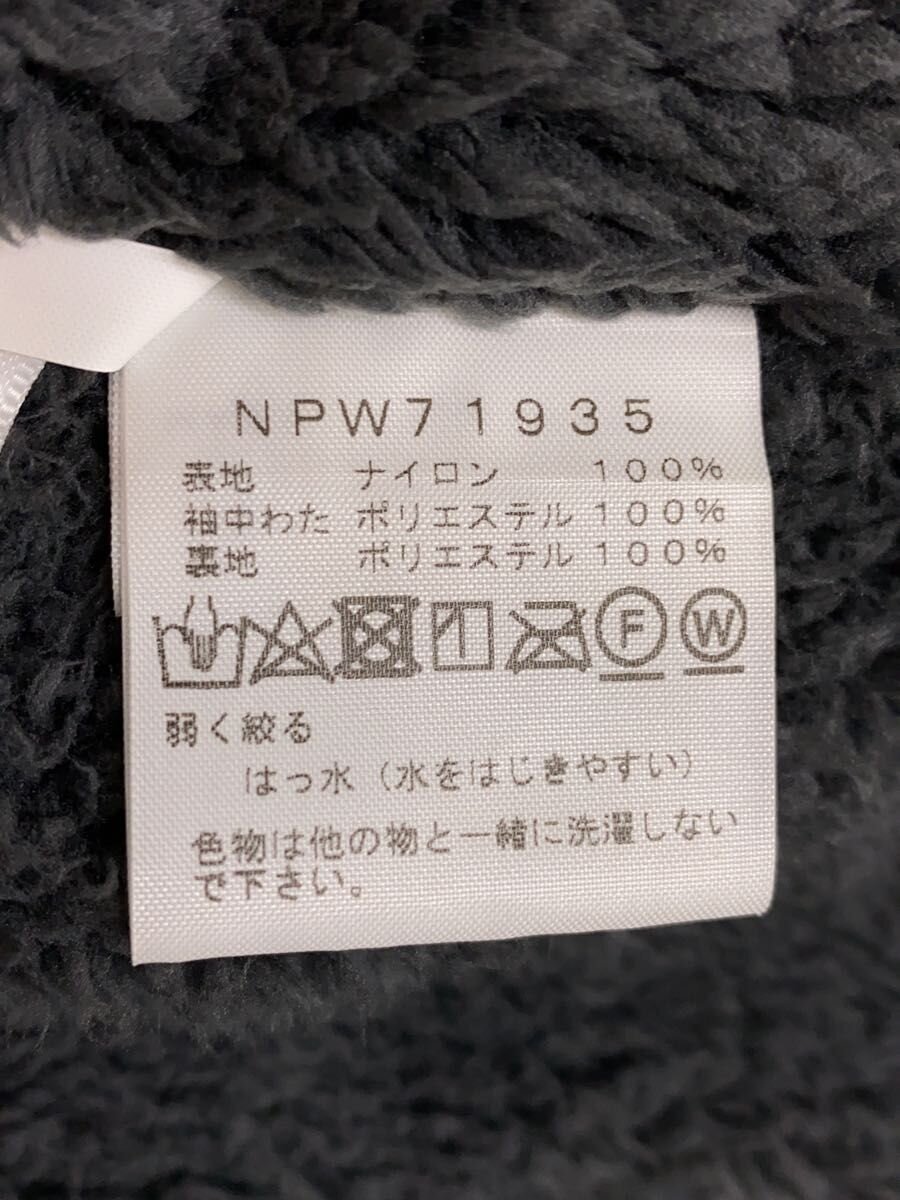 NPW71935
表地 ナイロン 100%
袖中わた ポリエステル 100%
裏地 ポリエステル 100%
F W
弱く絞る
はっ水（水をはじきやすい）
色物は他の物と一緒に洗濯しない
で下さい。